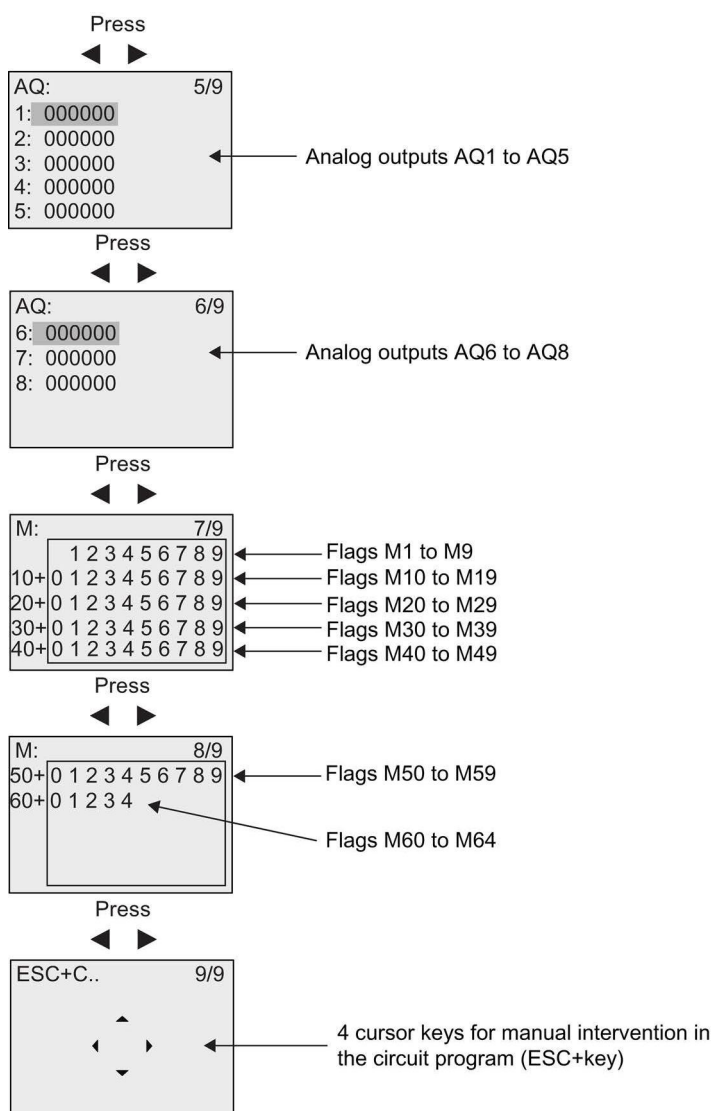 Press
AQ: 5/9
1: 000000
2: 000000
3: 000000
4: 000000
5: 000000
Analog outputs AQ1 to AQ5
Press
AQ: 6/9
6: 000000
7: 000000
8: 000000
Analog outputs AQ6 to AQ8
Press
M: 7/9
1 2 3 4 5 6 7 8 9 Flags M1 to M9
10+ 0 1 2 3 4 5 6 7 8 9 Flags M10 to M19
20+ 0 1 2 3 4 5 6 7 8 9 Flags M20 to M29
30+ 0 1 2 3 4 5 6 7 8 9 Flags M30 to M39
40+ 0 1 2 3 4 5 6 7 8 9 Flags M40 to M49
Press
M: 8/9
50+ 0 1 2 3 4 5 6 7 8 9 Flags M50 to M59
60+ 0 1 2 3 4
Flags M60 to M64
Press
ESC+C.. 9/9
4 cursor keys for manual intervention in
the circuit program (ESC+key)